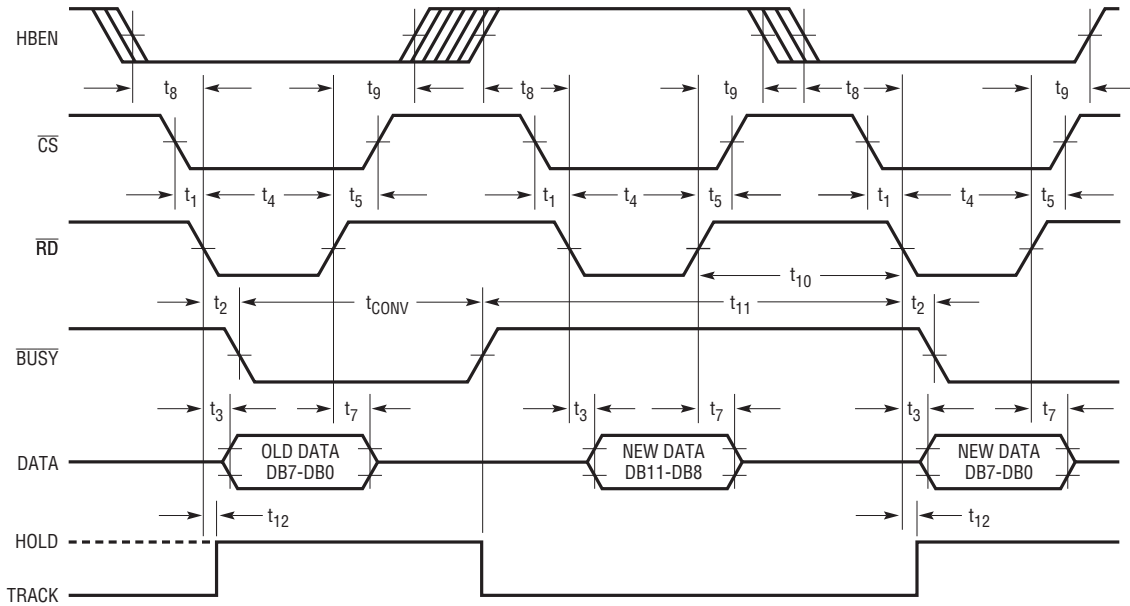 HBEN
t8 t9 t8 t9 t8 t9
CS
t1 t4 t5 t1 t4 t5 t1 t4 t5
RD
t10
t2 tCONV t11 t2
BUSY
t3 t7 t3 t7 t3 t7
DATA
OLD DATA
DB7-DB0
NEW DATA
DB11-DB8
NEW DATA
DB7-DB0
t12 t12
HOLD
TRACK